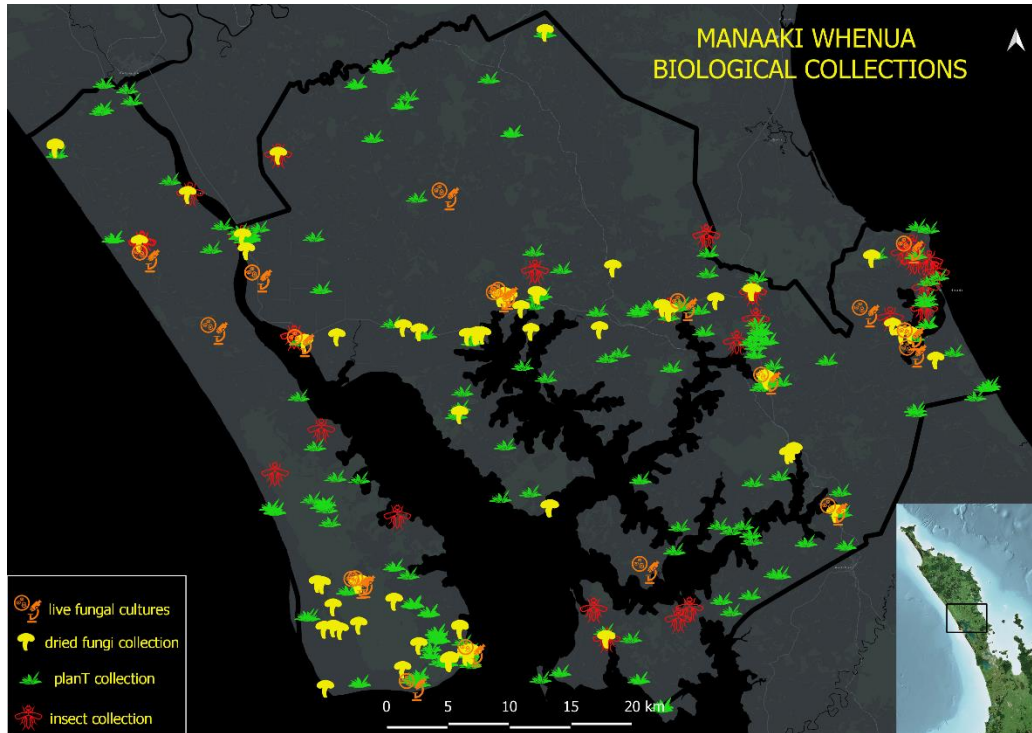 MANAAKI WHENUA
BIOLOGICAL COLLECTIONS
live fungal cultures
dried fungi collection
planT collection
insect collection
0 5 10 15 20 km